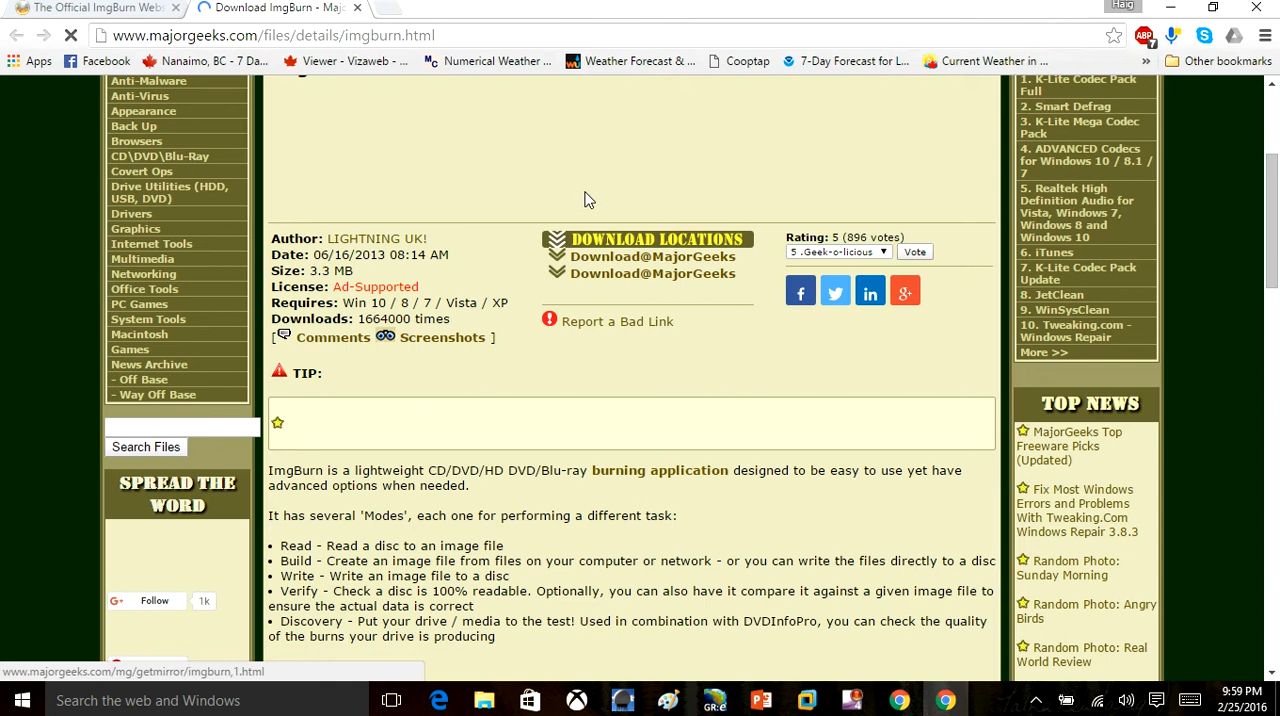 The Official ImgBurn Webs
Download ImgBurn - Majo
Haig
www.majorgeeks.com/files/details/imgburn.html
ABP
7
Apps
Facebook
Nanaimo, BC - 7 Da...
Viewer - Vizaweb - ...
Numerical Weather ...
Weather Forecast & ...
Cooptap
7-Day Forecast for L...
Current Weather in ...
»
Other bookmarks
Anti-Malware
Anti-Virus
Appearance
Back Up
Browsers
CD\DVD\Blu-Ray
Covert Ops
Drive Utilities (HDD,
USB, DVD)
Drivers
Graphics
Internet Tools
Multimedia
Networking
Office Tools
PC Games
System Tools
Macintosh
Games
News Archive
- Off Base
- Way Off Base
Search Files
SPREAD THE
WORD
Follow
1k
Author: LIGHTNING UK!
Date: 06/16/2013 08:14 AM
Size: 3.3 MB
License: Ad-Supported
Requires: Win 10 / 8 / 7 / Vista / XP
Downloads: 1664000 times
[ Comments Screenshots ]
DOWNLOAD LOCATIONS
Download@MajorGeeks
Download@MajorGeeks
Report a Bad Link
Rating: 5 (896 votes)
5 .Geek-o-licious
Vote
TIP:
ImgBurn is a lightweight CD/DVD/HD DVD/Blu-ray burning application designed to be easy to use yet have
advanced options when needed.
It has several 'Modes', each one for performing a different task:
• Read - Read a disc to an image file
• Build - Create an image file from files on your computer or network - or you can write the files directly to a disc
• Write - Write an image file to a disc
• Verify - Check a disc is 100% readable. Optionally, you can also have it compare it against a given image file to
ensure the actual data is correct
• Discovery - Put your drive / media to the test! Used in combination with DVDInfoPro, you can check the quality
of the burns your drive is producing
1. K-Lite Codec Pack
Full
2. Smart Defrag
3. K-Lite Mega Codec
Pack
4. ADVANCED Codecs
for Windows 10 / 8.1 /
7
5. Realtek High
Definition Audio for
Vista, Windows 7,
Windows 8 and
Windows 10
6. iTunes
7. K-Lite Codec Pack
Update
8. JetClean
9. WinSysClean
10. Tweaking.com -
Windows Repair
More >>
TOP NEWS
MajorGeeks Top
Freeware Picks
(Updated)
Fix Most Windows
Errors and Problems
With Tweaking.Com
Windows Repair 3.8.3
Random Photo:
Sunday Morning
Random Photo: Angry
Birds
Random Photo: Real
World Review
www.majorgeeks.com/mg/getmirror/imgburn,1.html
Search the web and Windows
GR:e
9:59 PM
2/25/2016